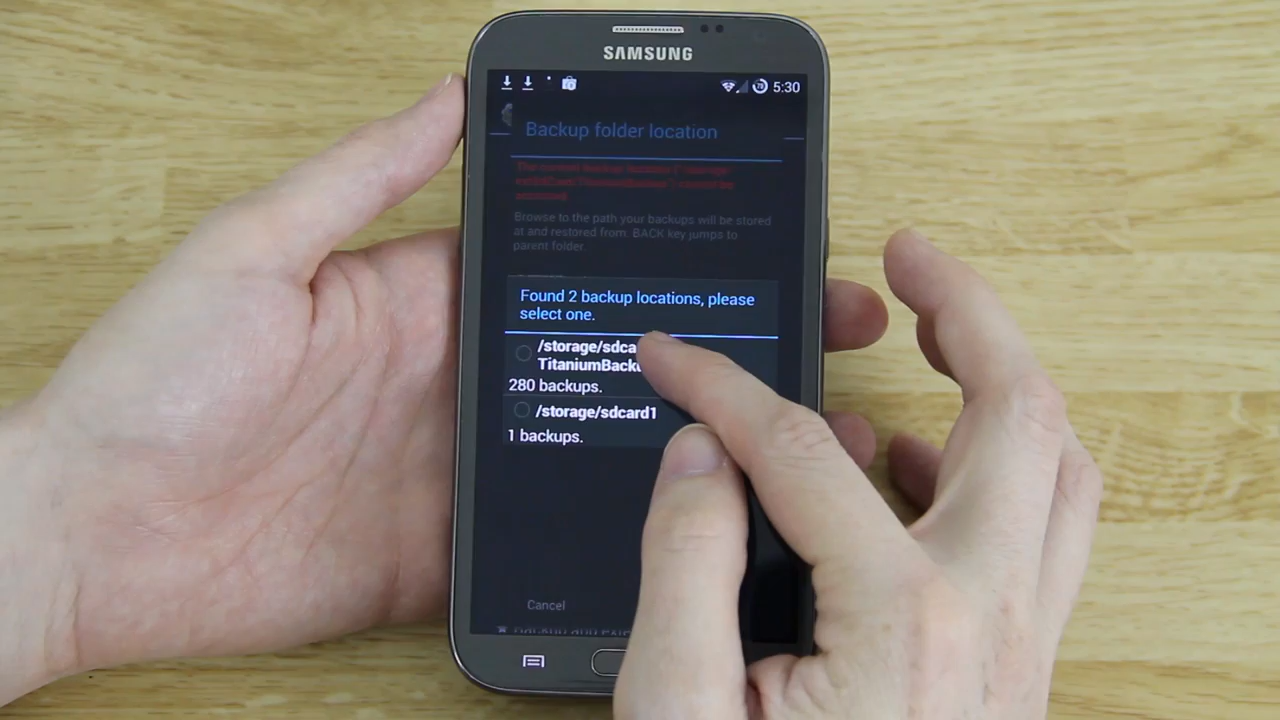 SAMSUNG
5:30
Backup folder location
Browse to the path your backups will be stored
at and restored from. BACK key jumps to
parent folder
Found 2 backup locations, please
select one.
/storage/sdca
TitaniumBack
280 backups.
/storage/sdcard1
1 backups.
Cancel